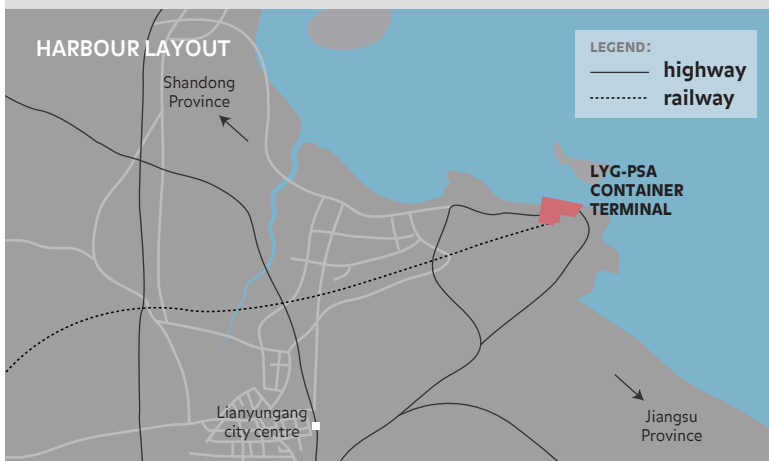 HARBOUR LAYOUT
LEGEND:
highway
railway
Shandong
Province
LYG-PSA
CONTAINER
TERMINAL
Lianyungang
city centre
Jiangsu
Province